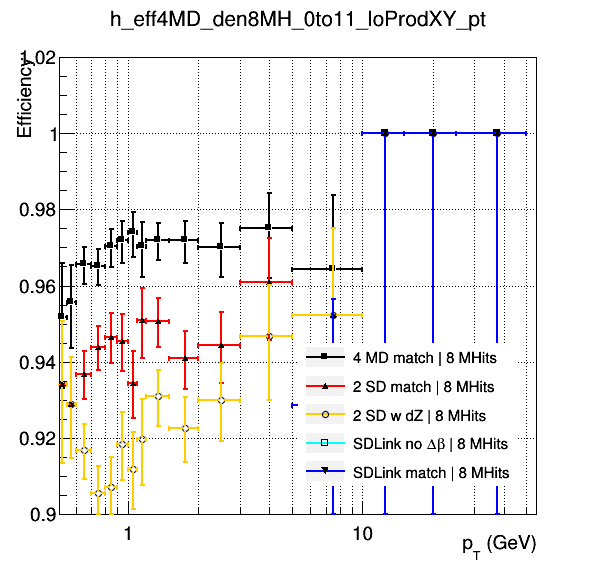 h_eff4MD_den8MH_0to11_loProdXY_pt
Efficiency
1.02
1
0.98
0.96
0.94
0.92
0.9
4 MD match | 8 MHits
2 SD match | 8 MHits
2 SD w dZ | 8 MHits
SDLink no Δβ | 8 MHits
SDLink match | 8 MHits
1
10
p_T (GeV)